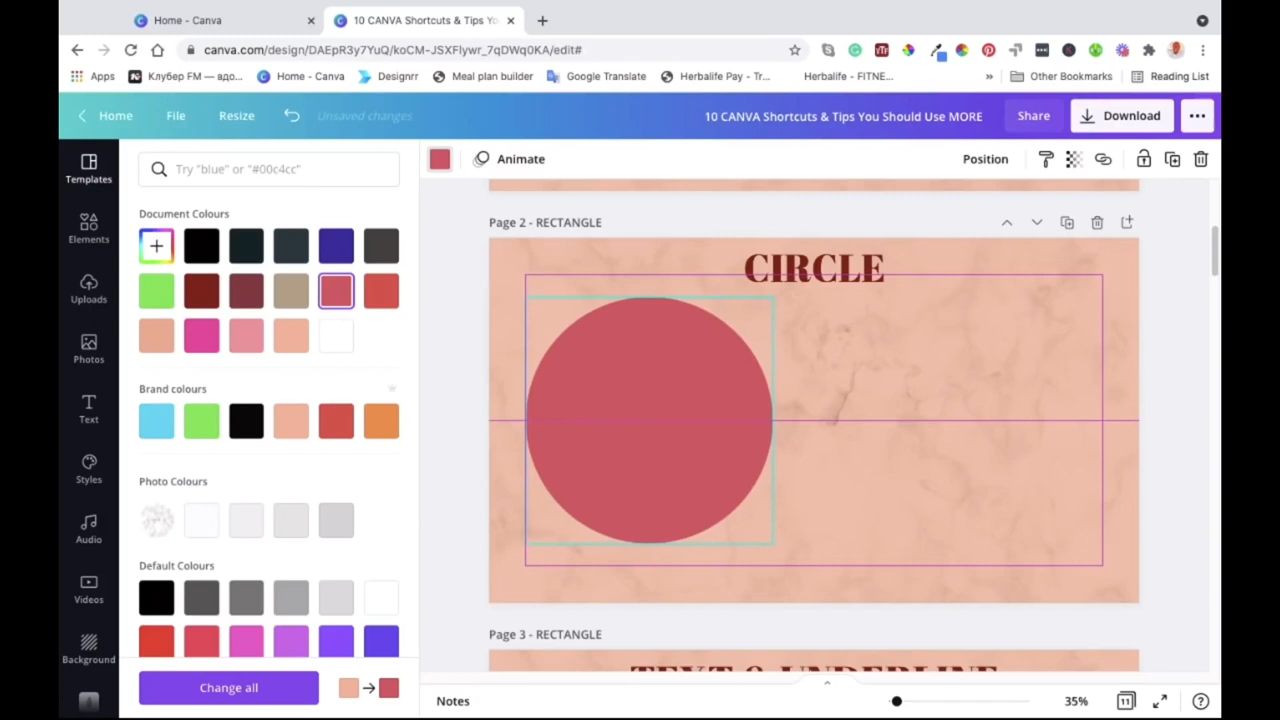 Home - Canva
10 CANVA Shortcuts & Tips Yo
canva.com/design/DAEpR3y7YuQ/koCM-JSXFlywr_7qDWq0KA/edit#
Apps
Клубер FM — вдо...
Home - Canva
Designrr
Meal plan builder
Google Translate
Herbalife Pay - Tr...
Herbalife - FITNE...
»
Other Bookmarks
Reading List
Home
File
Resize
Unsaved changes
10 CANVA Shortcuts & Tips You Should Use MORE
Share
Download
Templates
Elements
Uploads
Photos
Text
Styles
Audio
Videos
Background
Try "blue" or "#00c4cc"
Document Colours
Brand colours
Photo Colours
Default Colours
Change all
Animate
Position
Page 2 - RECTANGLE
CIRCLE
Page 3 - RECTANGLE
TEXT & UNDERLINE
Notes
35%
11